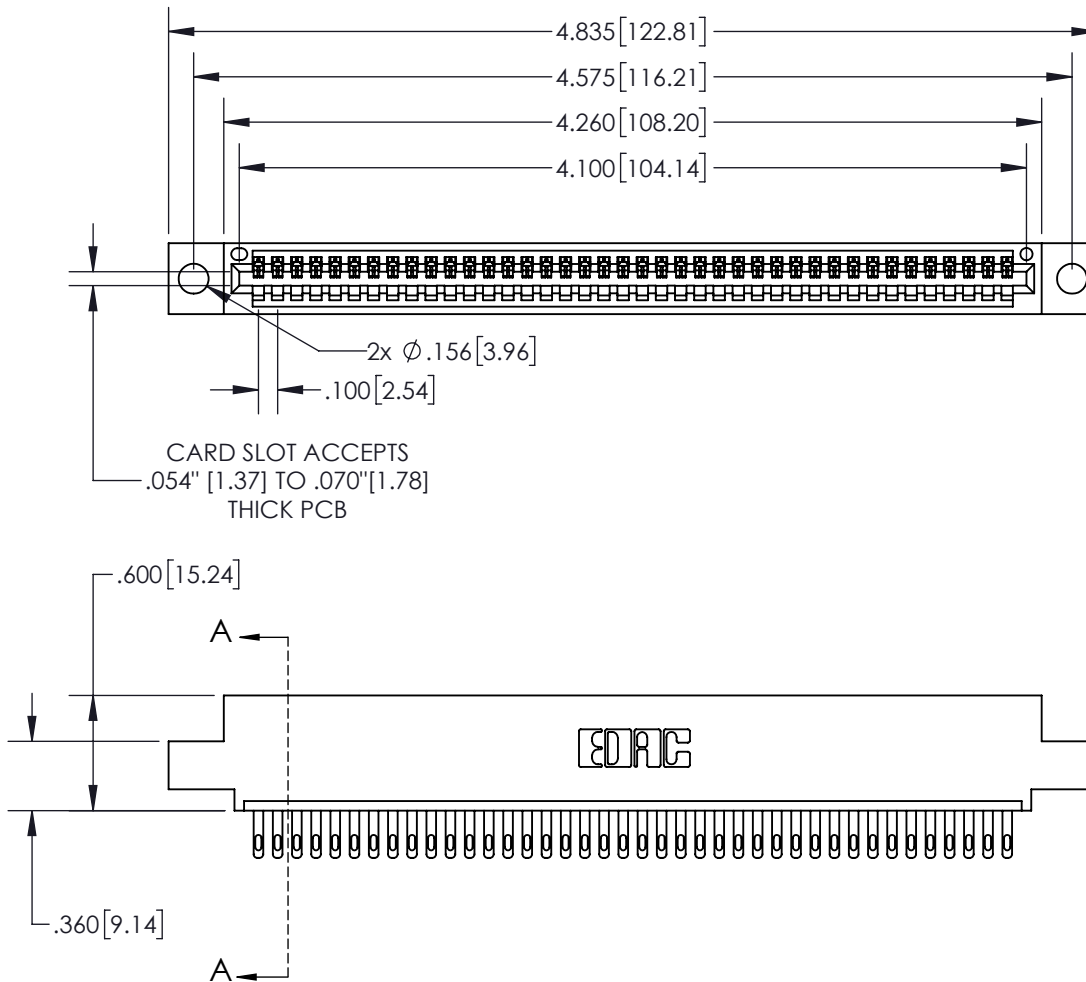 4.835[122.81]
4.575[116.21]
4.260[108.20]
4.100[104.14]
2x Ø.156[3.96]
.100[2.54]
CARD SLOT ACCEPTS
.054" [1.37] TO .070"[1.78]
THICK PCB
.600[15.24]
A
EDAC
.360[9.14]
A